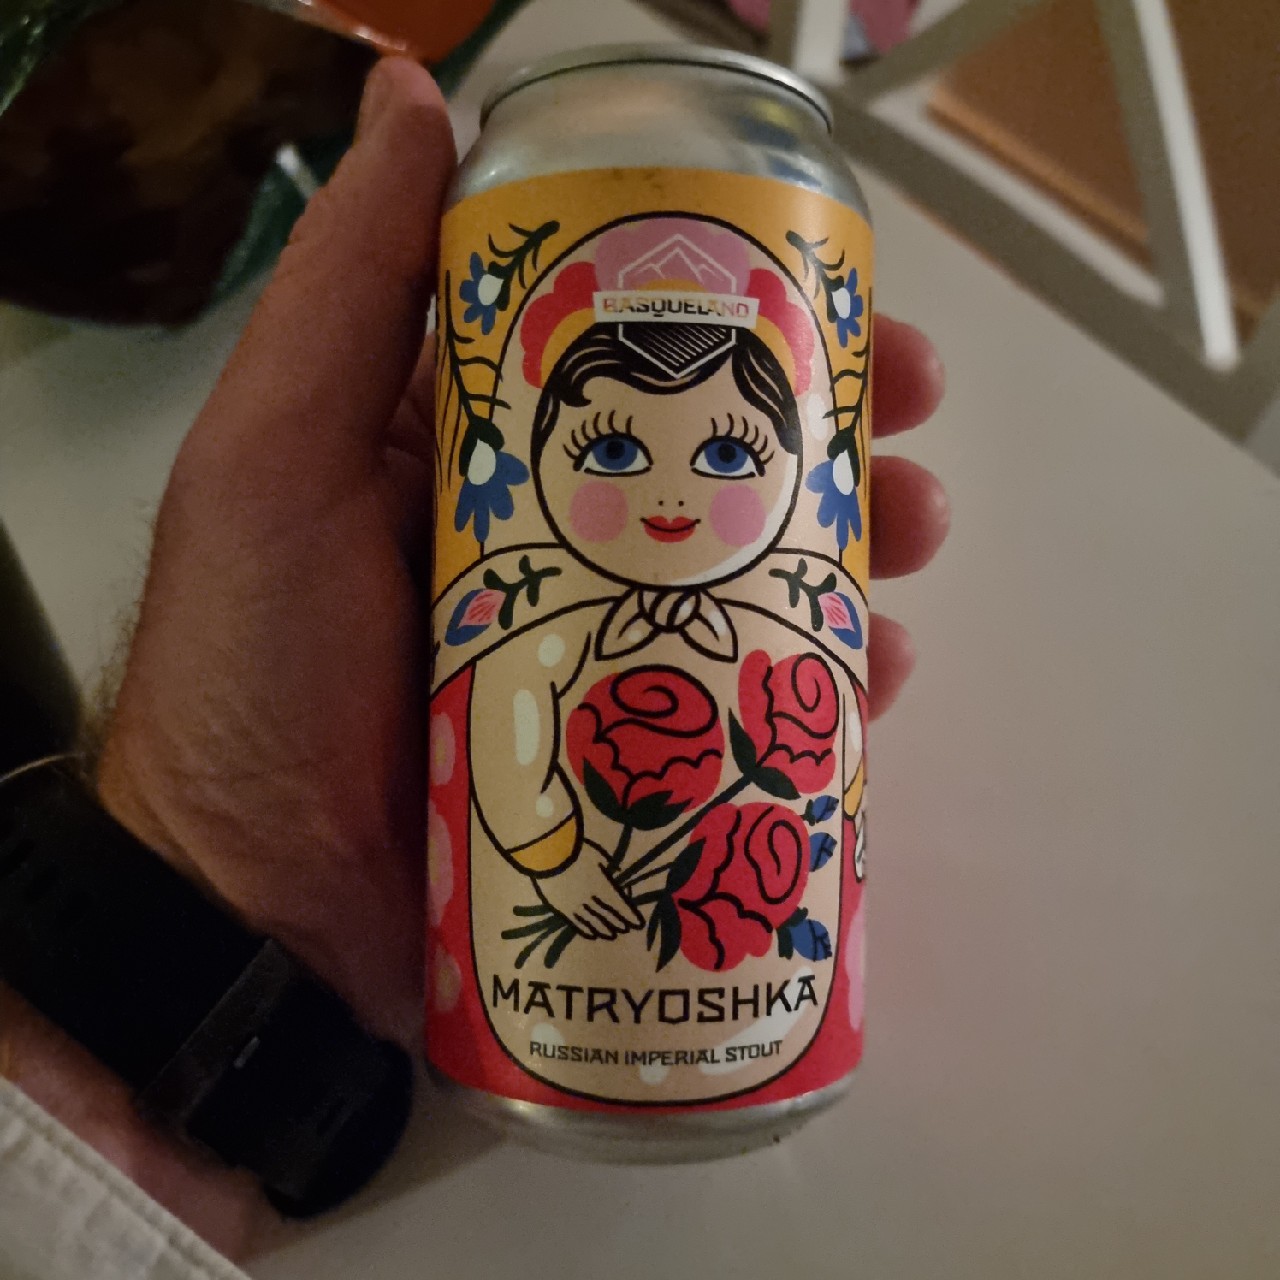 BASQUELAND
MATRYOSHKA
RUSSIAN IMPERIAL STOUT